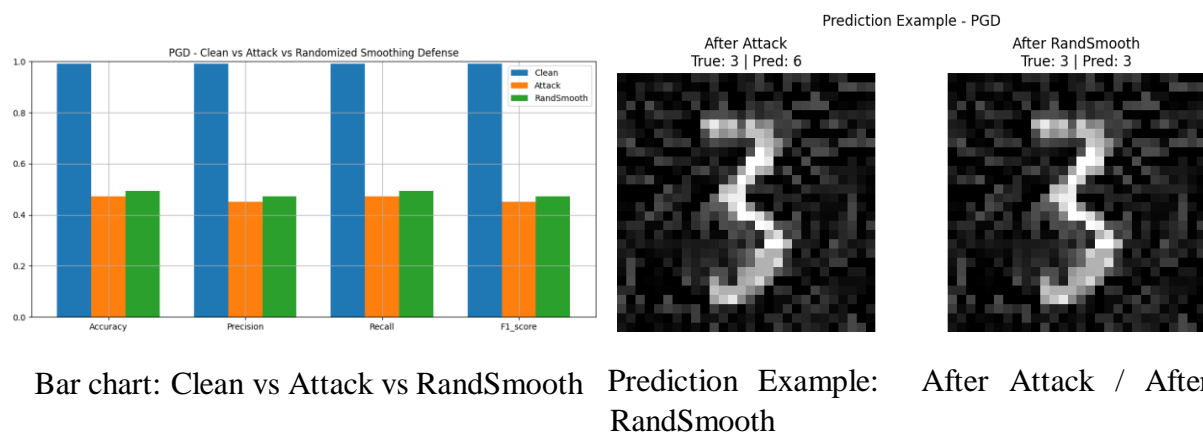 PGD - Clean vs Attack vs Randomized Smoothing Defense
1.0
0.8
0.6
0.4
0.2
0.0
Clean
Attack
RandSmooth
Accuracy
Precision
Recall
F1_score
Bar chart: Clean vs Attack vs RandSmooth
Prediction Example - PGD
After Attack
True: 3 | Pred: 6
After RandSmooth
True: 3 | Pred: 3
Prediction Example: After Attack / After
RandSmooth